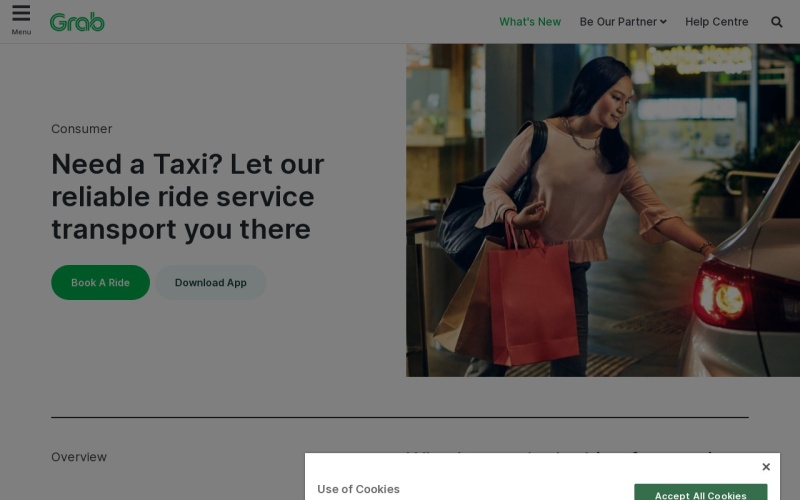 Menu
Grab
What's New
Be Our Partner
Help Centre
Consumer
Need a Taxi? Let our
reliable ride service
transport you there
Book A Ride
Download App
Overview
Use of Cookies
Accept All Cookies